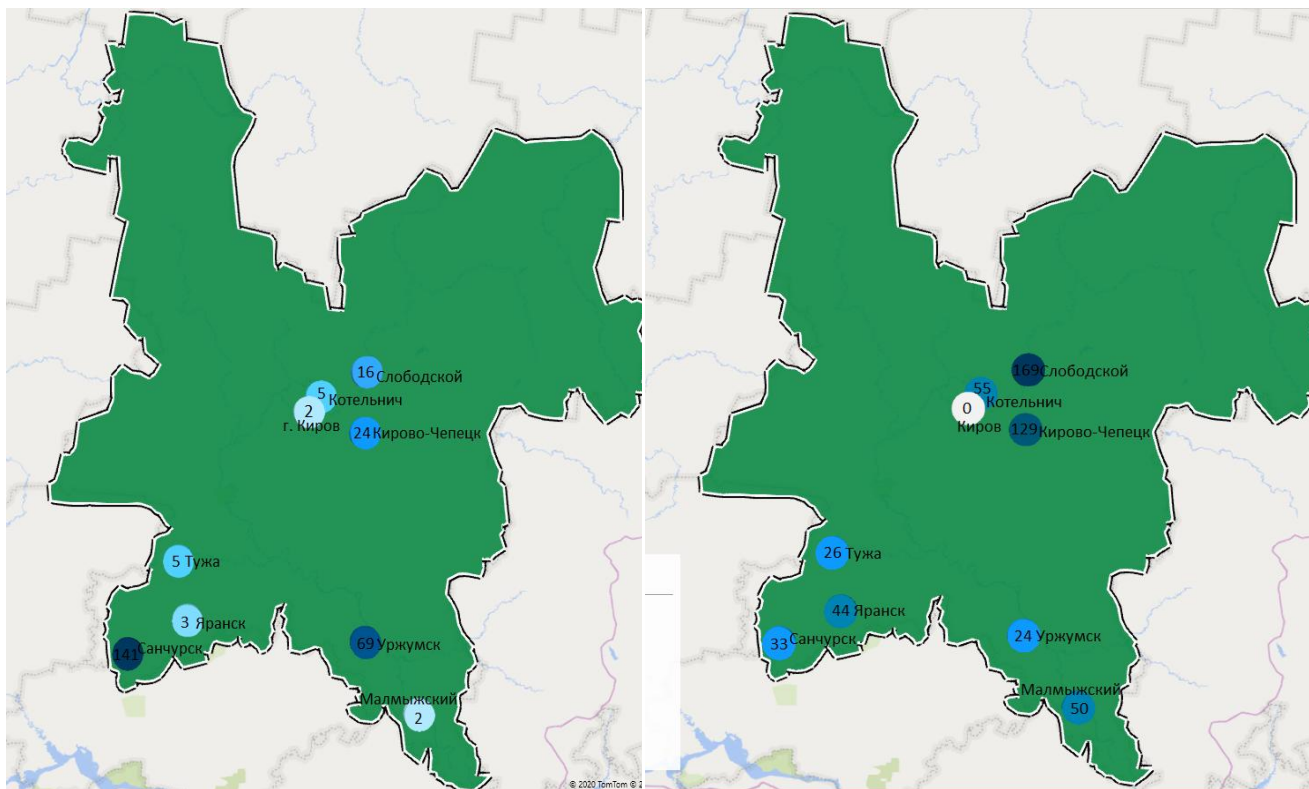 16 Слободской
5 Котельнич
2
г. Киров
24 Кирово-Чепецк
5 Тужа
3 Яранск
141 Санчурск
69 Уржумск
Малмыжский
2
© 2020 TomTom © 2
169 Слободской
55
Котельнич
0
Киров
129 Кирово-Чепецк
26 Тужа
44 Яранск
33 Санчурск
24 Уржумск
Малмыжский
50